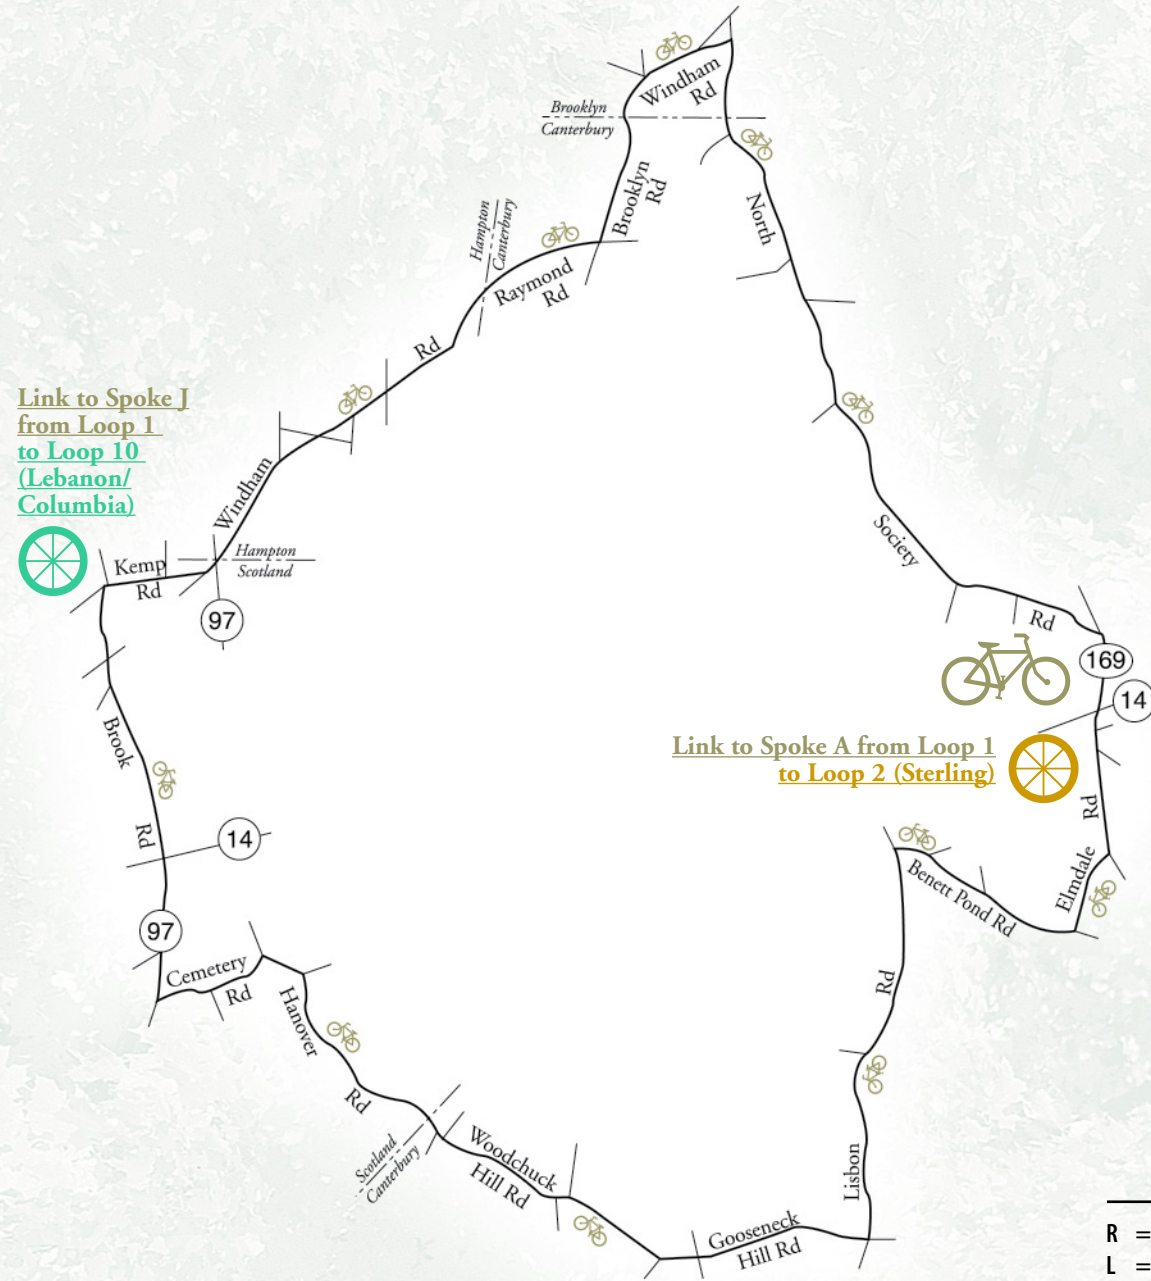 Windham
Rd
Brooklyn
Canterbury
Brooklyn
Rd
North
Hampton
Canterbury
Raymond
Rd
Rd
Link to Spoke J
from Loop 1
to Loop 10
(Lebanon/
Columbia)
Windham
Society
Hampton
Scotland
Kemp
Rd
97
Rd
169
14
Link to Spoke A from Loop 1
to Loop 2 (Sterling)
Brook
Rd
14
Rd
Elmdale
Benett Pond Rd
97
Cemetery
Rd
Hanover
Rd
Rd
Scotland
Canterbury
Woodchuck
Hill Rd
Lisbon
Gooseneck
Hill Rd
R =
L =